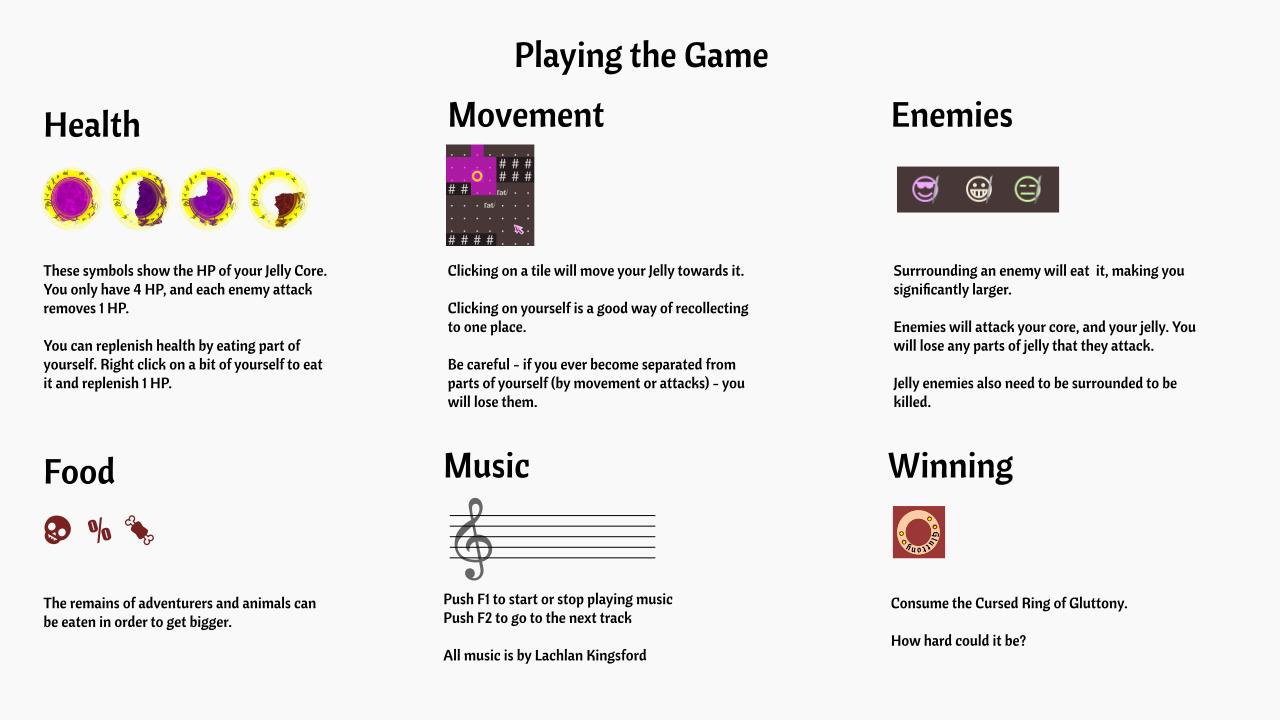 Playing the Game
Health
These symbols show the HP of your Jelly Core.
You only have 4 HP, and each enemy attack
removes 1 HP.
You can replenish health by eating part of
yourself. Right click on a bit of yourself to eat
it and replenish 1 HP.
Movement
# # #
# # #
# #
rat/
rat/
# # # #
Clicking on a tile will move your Jelly towards it.
Clicking on yourself is a good way of recollecting
to one place.
Be careful - if you ever become separated from
parts of yourself (by movement or attacks) - you
will lose them.
Enemies
Surrrounding an enemy will eat  it, making you
significantly larger.
Enemies will attack your core, and your jelly. You
will lose any parts of jelly that they attack.
Jelly enemies also need to be surrounded to be
killed.
Food
%
The remains of adventurers and animals can
be eaten in order to get bigger.
Music
Push F1 to start or stop playing music
Push F2 to go to the next track
All music is by Lachlan Kingsford
Winning
Gluttony
Consume the Cursed Ring of Gluttony.
How hard could it be?